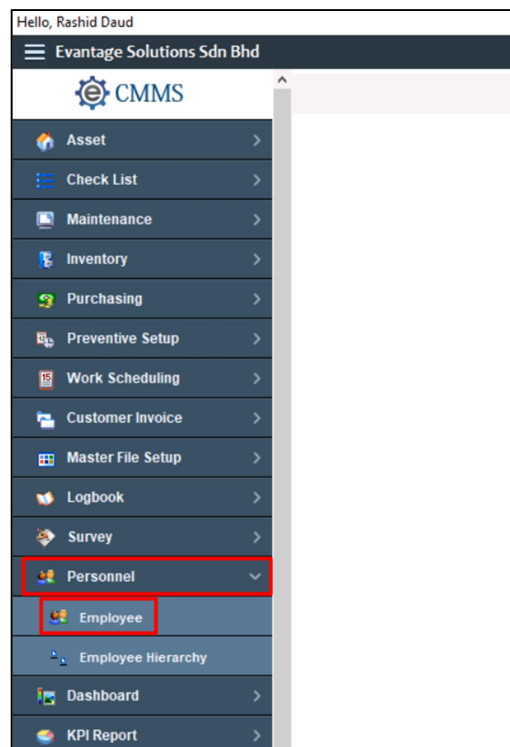 Hello, Rashid Daud
Evantage Solutions Sdn Bhd
e CMMS
Asset
Check List
Maintenance
Inventory
Purchasing
Preventive Setup
15 Work Scheduling
Customer Invoice
Master File Setup
Logbook
Survey
Personnel
Employee
Employee Hierarchy
Dashboard
KPI Report